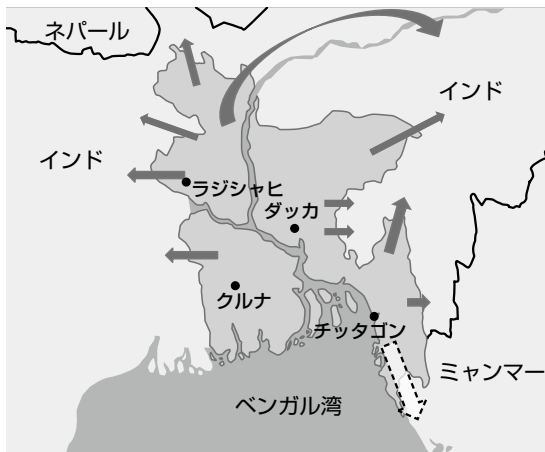 ネパール
インド
インド
ラジシャヒ
ダッカ
クルナ
チッタゴン
ミャンマー
ベンガル湾